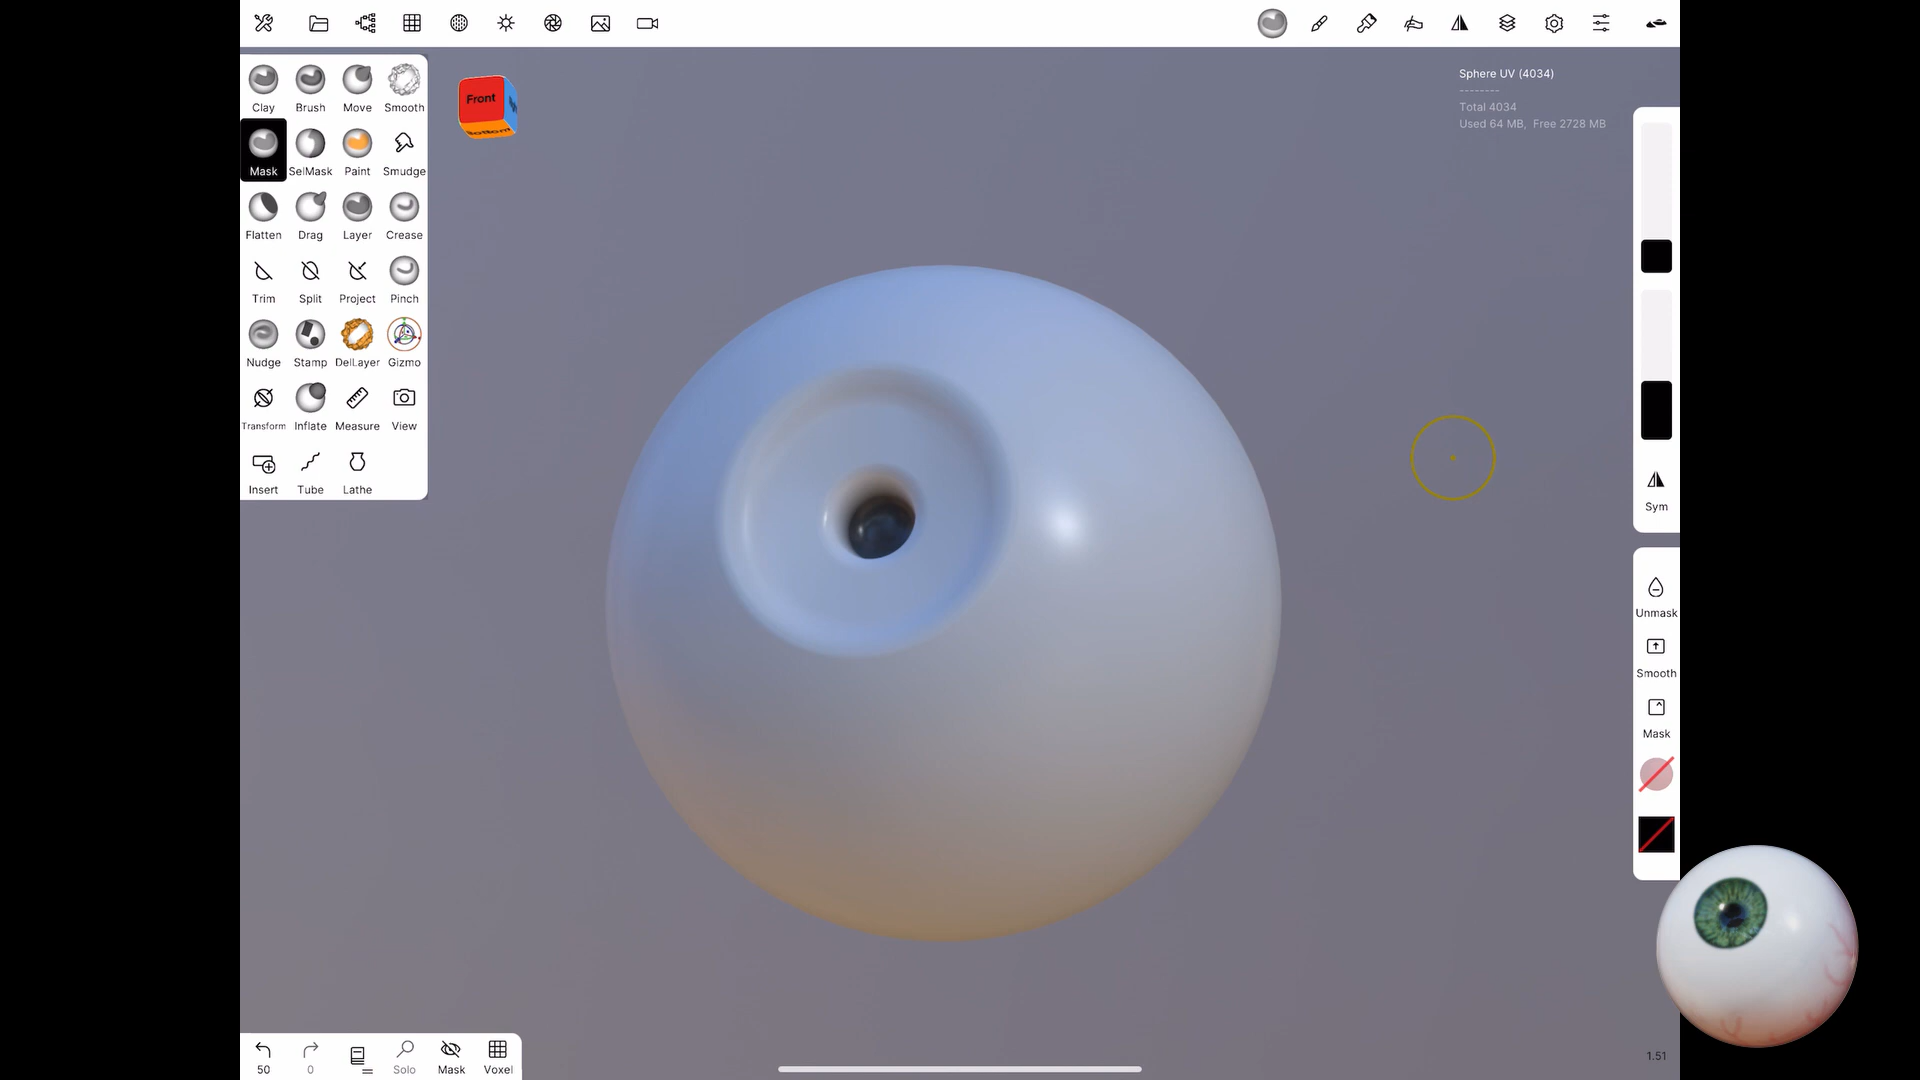 Clay Brush Move Smooth
Mask SelMask Paint Smudge
Flatten Drag Layer Crease
Trim Split Project Pinch
Nudge Stamp DelLayer Gizmo
Transform Inflate Measure View
Insert Tube Lathe
Front
Bottom
Sphere UV (4034)
--------
Total 4034
Used 64 MB, Free 2728 MB
Sym
Unmask
Smooth
Mask
1.51
50 0 Solo Mask Voxel